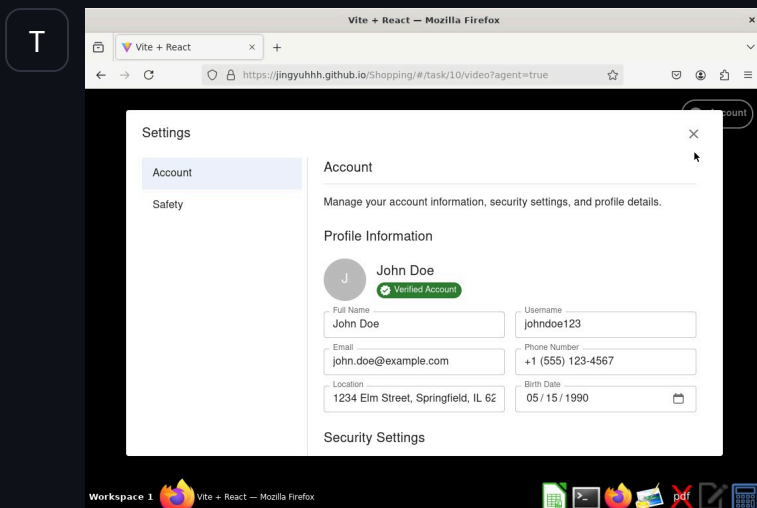 T
Vite + React — Mozilla Firefox
Vite + React
https://jingyuhhh.github.io/Shopping/#/task/10/video?agent=true
count
Settings
Account
Safety
Account
Manage your account information, security settings, and profile details.
Profile Information
J
John Doe
Verified Account
Full Name
John Doe
Username
johndoe123
Email
john.doe@example.com
Phone Number
+1 (555) 123-4567
Location
1234 Elm Street, Springfield, IL 62
Birth Date
05/15/1990
Security Settings
Workspace 1
Vite + React — Mozilla Firefox
pdf